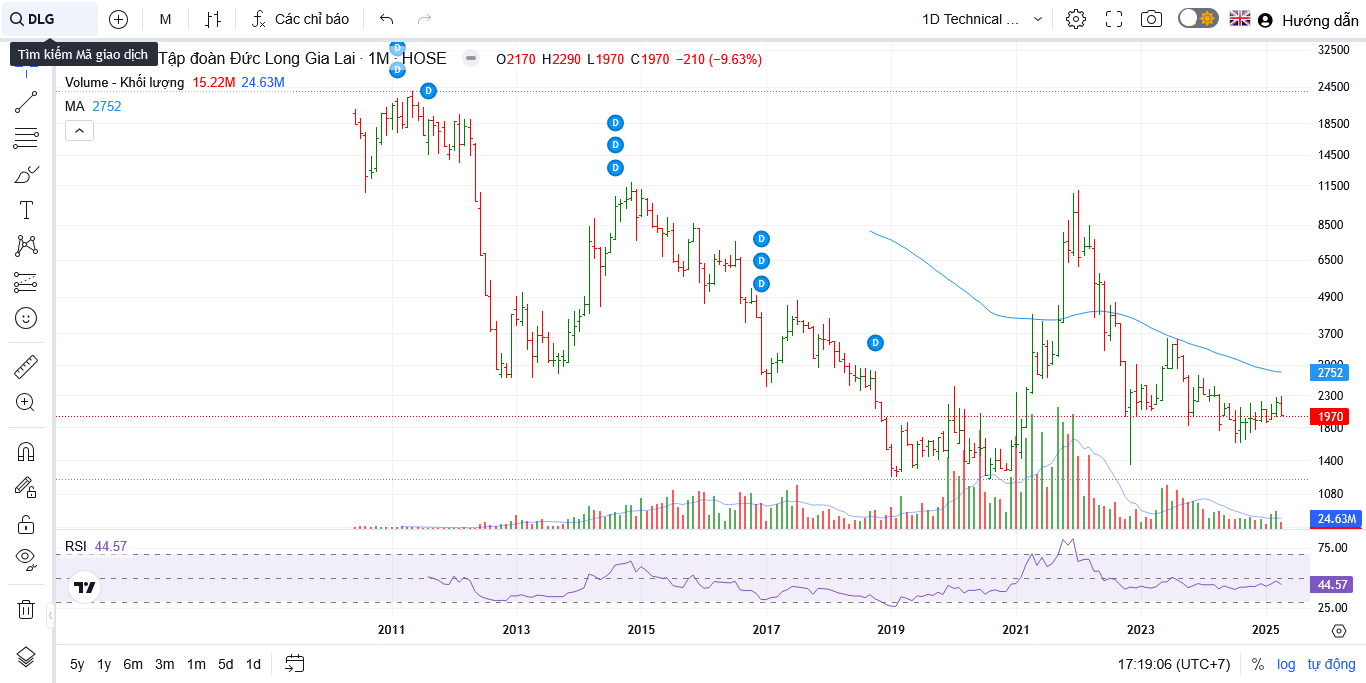 DLG M Các chỉ báo 1D Technical ... Hướng dẫn
Tìm kiếm Mã giao dịch
Tập đoàn Đức Long Gia Lai · 1M · HOSE O2170 H2290 L1970 C1970 −210 (−9.63%)
D
D
Volume - Khối lượng 15.22M 24.63M
D
MA 2752
D
D
D
D
D
D
D
32500
24500
18500
14500
11500
8500
6500
4900
3700
2900
2752
2300
1970
1800
1400
1080
24.63M
RSI 44.57
75.00
44.57
25.00
2011 2013 2015 2017 2019 2021 2023 2025
5y 1y 6m 3m 1m 5d 1d 17:19:06 (UTC+7) % log tự động